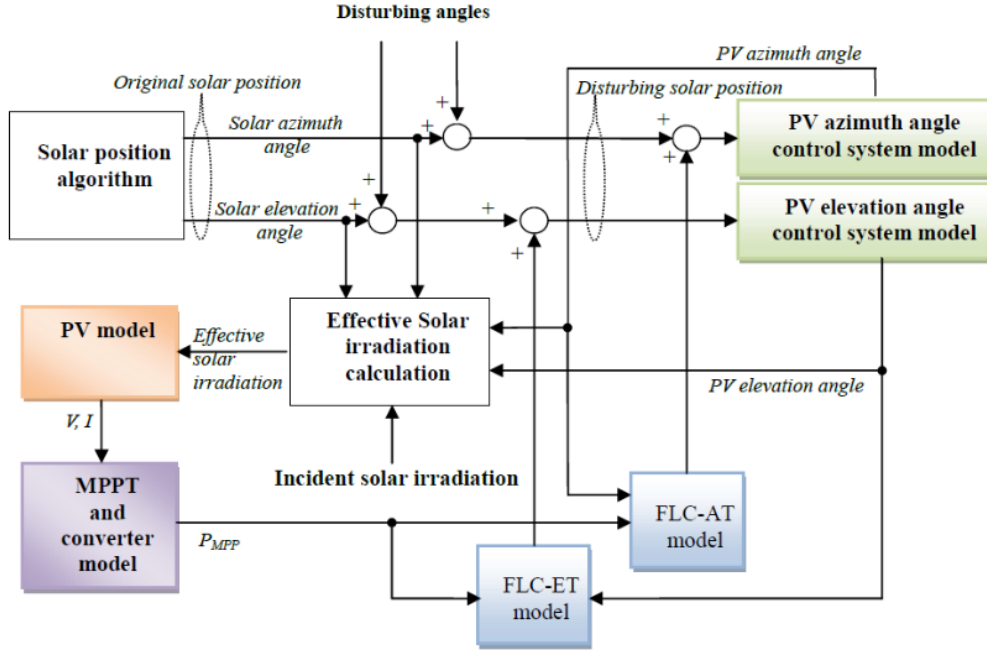 Disturbing angles
PV azimuth angle
Original solar position
Disturbing solar position
Solar azimuth
angle
+
+
+
+
Solar position
algorithm
PV azimuth angle
control system model
+
+
+
+
Solar elevation
angle
PV elevation angle
control system model
PV model
Effective
solar
irradiation
Effective Solar
irradiation
calculation
PV elevation angle
V, I
Incident solar irradiation
MPPT
and
converter
model
P_MPP
FLC-AT
model
FLC-ET
model